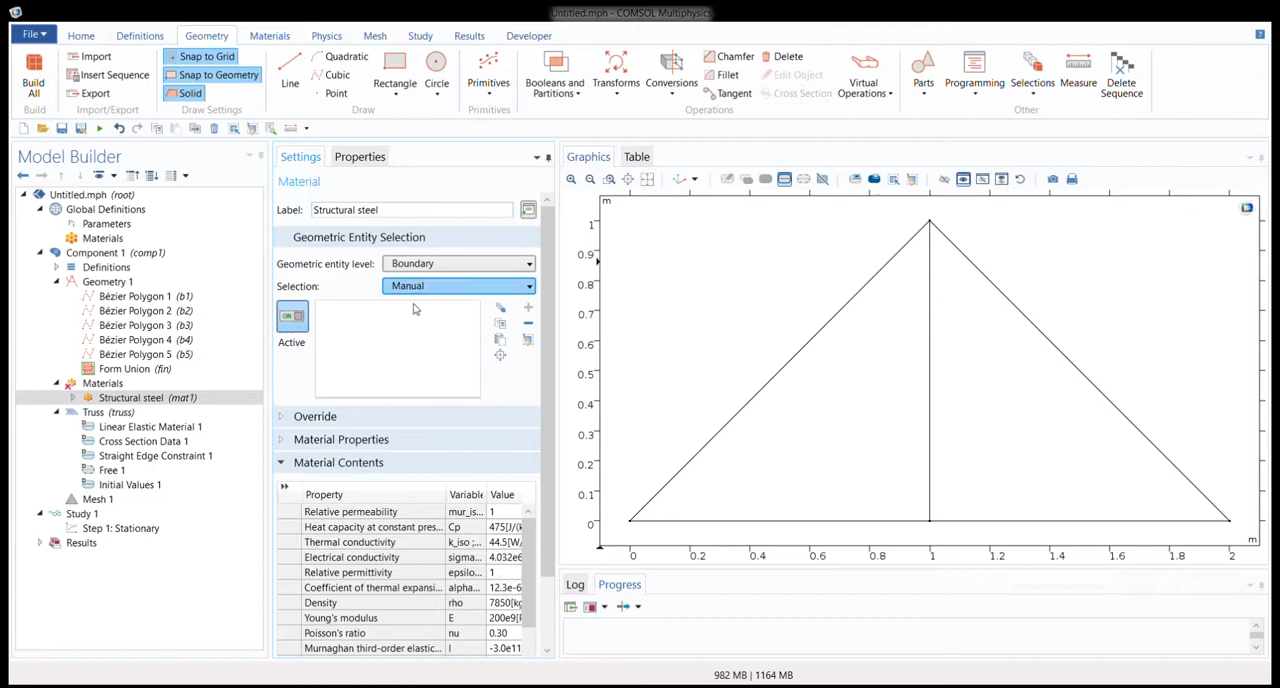 Untitled.mph - COMSOL Multiphysics
File Home Definitions Geometry Materials Physics Mesh Study Results Developer
Build All
Build
Import
Insert Sequence
Export
Import/Export
Snap to Grid
Snap to Geometry
Solid
Draw Settings
Line
Quadratic
Cubic
Point
Rectangle
Circle
Draw
Primitives
Primitives
Booleans and Partitions
Transforms
Conversions
Chamfer
Fillet
Tangent
Delete
Edit Object
Cross Section
Operations
Virtual Operations
Parts
Programming
Selections
Measure
Delete Sequence
Other
Model Builder
Untitled.mph (root)
Global Definitions
Parameters
Materials
Component 1 (comp1)
Definitions
Geometry 1
Bézier Polygon 1 (b1)
Bézier Polygon 2 (b2)
Bézier Polygon 3 (b3)
Bézier Polygon 4 (b4)
Bézier Polygon 5 (b5)
Form Union (fin)
Materials
Structural steel (mat1)
Truss (truss)
Linear Elastic Material 1
Cross Section Data 1
Straight Edge Constraint 1
Free 1
Initial Values 1
Mesh 1
Study 1
Step 1: Stationary
Results
Settings Properties
Material
Label: Structural steel
Geometric Entity Selection
Geometric entity level: Boundary
Selection: Manual
ON
Active
Override
Material Properties
Material Contents
Property Variable Value
Relative permeability mur_is... 1
Heat capacity at constant pres... Cp 475[J/(k
Thermal conductivity k_iso ;... 44.5[W/
Electrical conductivity sigma... 4.032e6
Relative permittivity epsilo... 1
Coefficient of thermal expansi... alpha... 12.3e-6
Density rho 7850[kg
Young's modulus E 200e9[P
Poisson's ratio nu 0.30
Murnaghan third-order elastic... l -3.0e11
Graphics Table
m
1
0.9
0.8
0.7
0.6
0.5
0.4
0.3
0.2
0.1
0
m
0 0.2 0.4 0.6 0.8 1 1.2 1.4 1.6 1.8 2
Log Progress
982 MB | 1164 MB